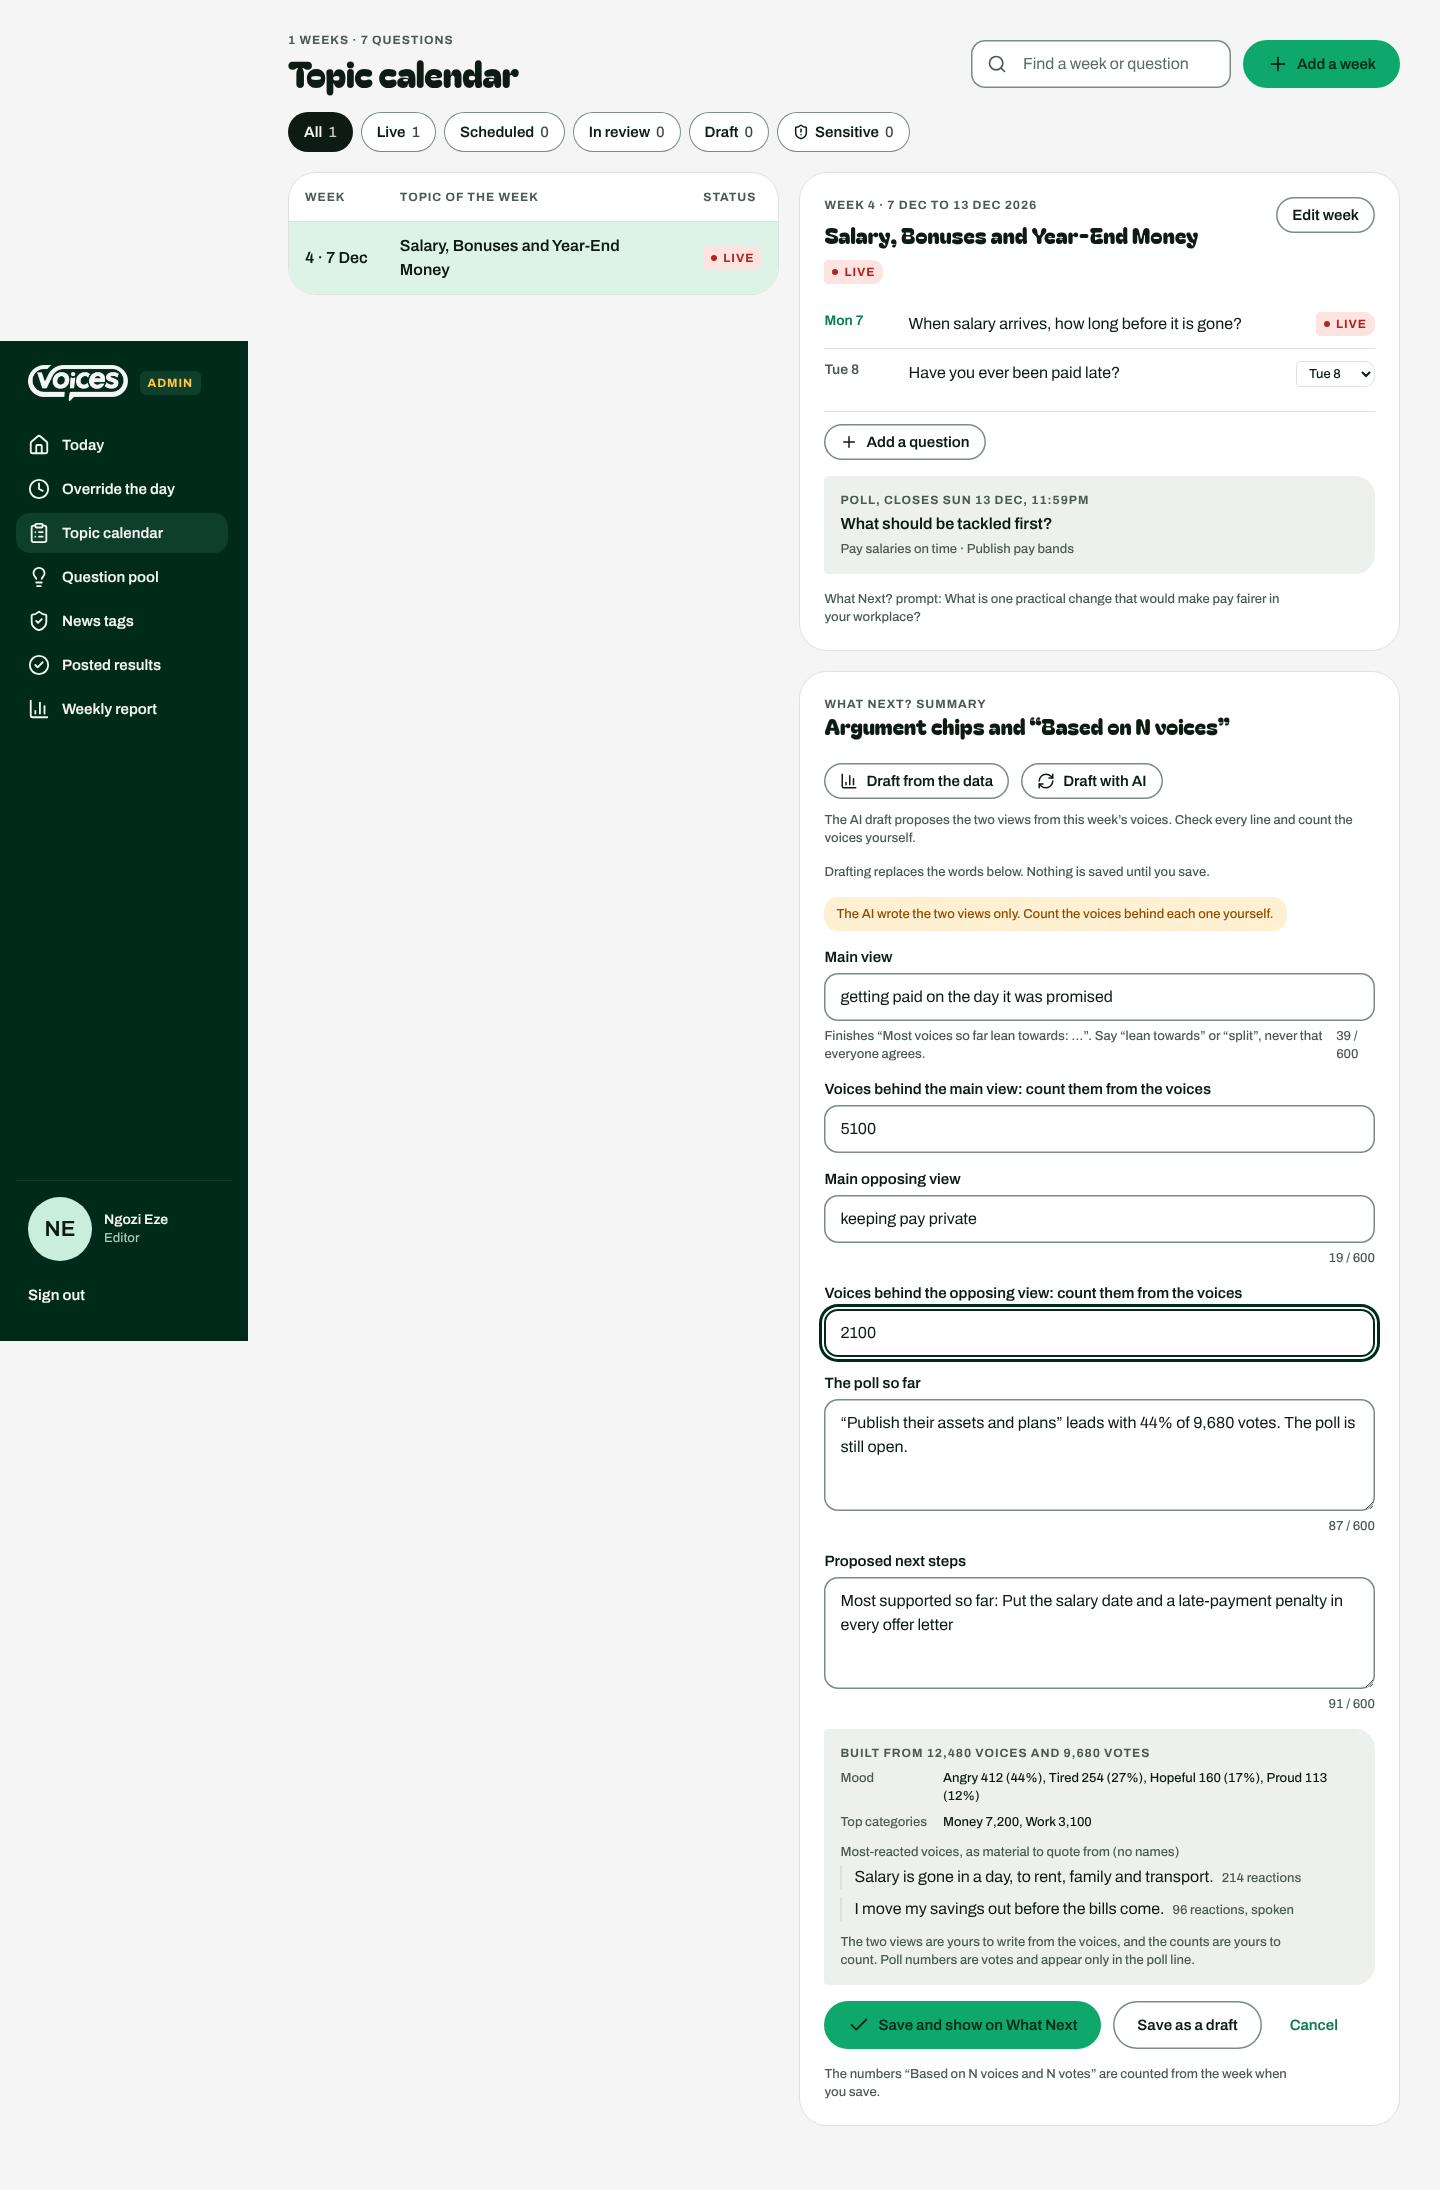 1 WEEKS · 7 QUESTIONS
Topic calendar
Find a week or question
Add a week
All 1
Live 1
Scheduled 0
In review 0
Draft 0
Sensitive 0
WEEK
TOPIC OF THE WEEK
STATUS
4 · 7 Dec
Salary, Bonuses and Year-End
Money
LIVE
voices
ADMIN
Today
Override the day
Topic calendar
Question pool
News tags
Posted results
Weekly report
NE
Ngozi Eze
Editor
Sign out
WEEK 4 · 7 DEC TO 13 DEC 2026
Edit week
Salary, Bonuses and Year-End Money
LIVE
Mon 7
When salary arrives, how long before it is gone?
LIVE
Tue 8
Have you ever been paid late?
Tue 8
Add a question
POLL, CLOSES SUN 13 DEC, 11:59PM
What should be tackled first?
Pay salaries on time · Publish pay bands
What Next? prompt: What is one practical change that would make pay fairer in
your workplace?
WHAT NEXT? SUMMARY
Argument chips and “Based on N voices”
Draft from the data
Draft with AI
The AI draft proposes the two views from this week’s voices. Check every line and count the
voices yourself.
Drafting replaces the words below. Nothing is saved until you save.
The AI wrote the two views only. Count the voices behind each one yourself.
Main view
getting paid on the day it was promised
Finishes “Most voices so far lean towards: …”. Say “lean towards” or “split”, never that
everyone agrees.
39 /
600
Voices behind the main view: count them from the voices
5100
Main opposing view
keeping pay private
19 / 600
Voices behind the opposing view: count them from the voices
2100
The poll so far
“Publish their assets and plans” leads with 44% of 9,680 votes. The poll is
still open.
87 / 600
Proposed next steps
Most supported so far: Put the salary date and a late-payment penalty in
every offer letter
91 / 600
BUILT FROM 12,480 VOICES AND 9,680 VOTES
Mood
Angry 412 (44%), Tired 254 (27%), Hopeful 160 (17%), Proud 113
(12%)
Top categories
Money 7,200, Work 3,100
Most-reacted voices, as material to quote from (no names)
Salary is gone in a day, to rent, family and transport. 214 reactions
I move my savings out before the bills come. 96 reactions, spoken
The two views are yours to write from the voices, and the counts are yours to
count. Poll numbers are votes and appear only in the poll line.
Save and show on What Next
Save as a draft
Cancel
The numbers “Based on N voices and N votes” are counted from the week when
you save.